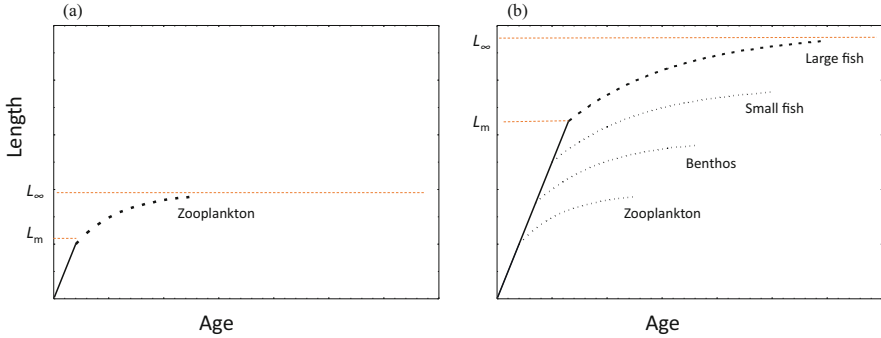 (a)
Length
L∞
Zooplankton
Lm
Age
(b)
L∞
Large fish
Small fish
Lm
Benthos
Zooplankton
Age